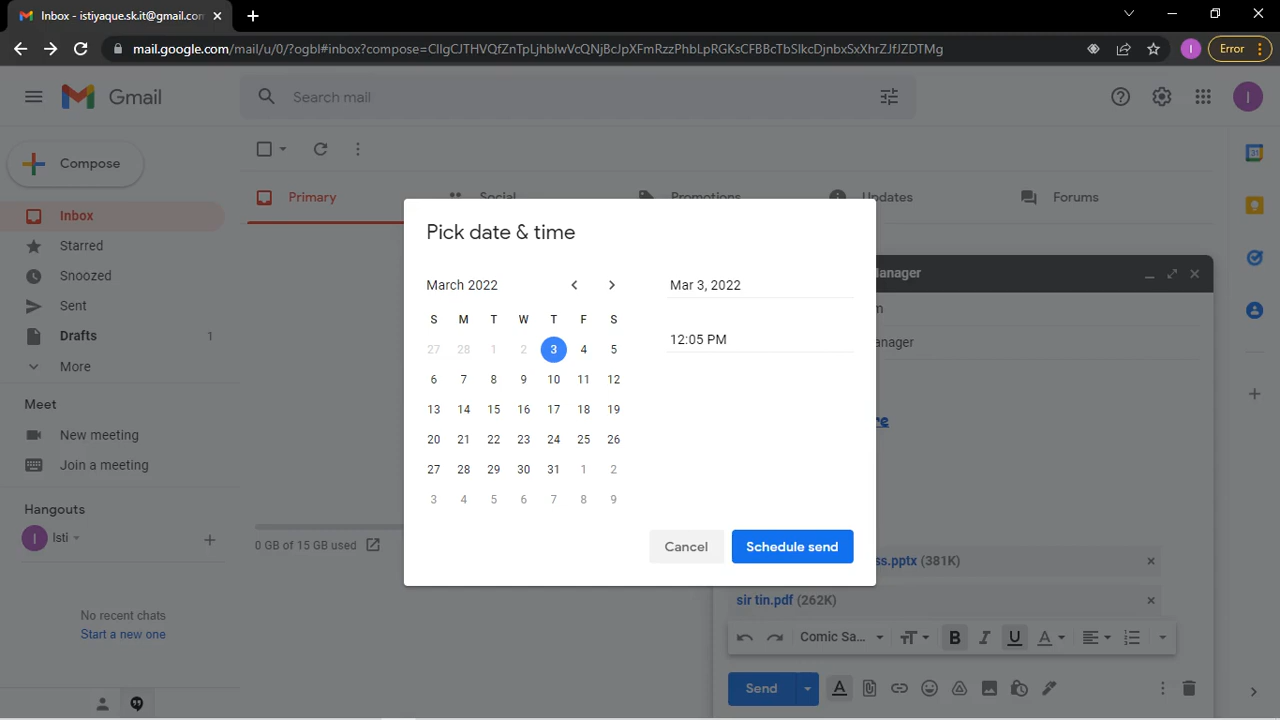 Inbox - istiyaque.sk.it@gmail.com
mail.google.com/mail/u/0/?ogbl#inbox?compose=CllgCJTHVQfZnTpLjhblwVcQNjBcJpXFmRzzPhbLpRGKsCFBBcTbSlkcDjnbxSxXhrZJfJZDTMg
I
Error
Gmail
Search mail
I
Compose
Primary
Social
Promotions
Updates
Forums
Inbox
Starred
Snoozed
Sent
Drafts 1
More
Meet
New meeting
Join a meeting
Hangouts
I Isti
No recent chats
Start a new one
0 GB of 15 GB used
Pick date & time
March 2022
S M T W T F S
27 28 1 2 3 4 5
6 7 8 9 10 11 12
13 14 15 16 17 18 19
20 21 22 23 24 25 26
27 28 29 30 31 1 2
3 4 5 6 7 8 9
Mar 3, 2022
12:05 PM
Cancel
Schedule send
ss.pptx (381K)
sir tin.pdf (262K)
Comic Sa...
B I U A
Send
A
31